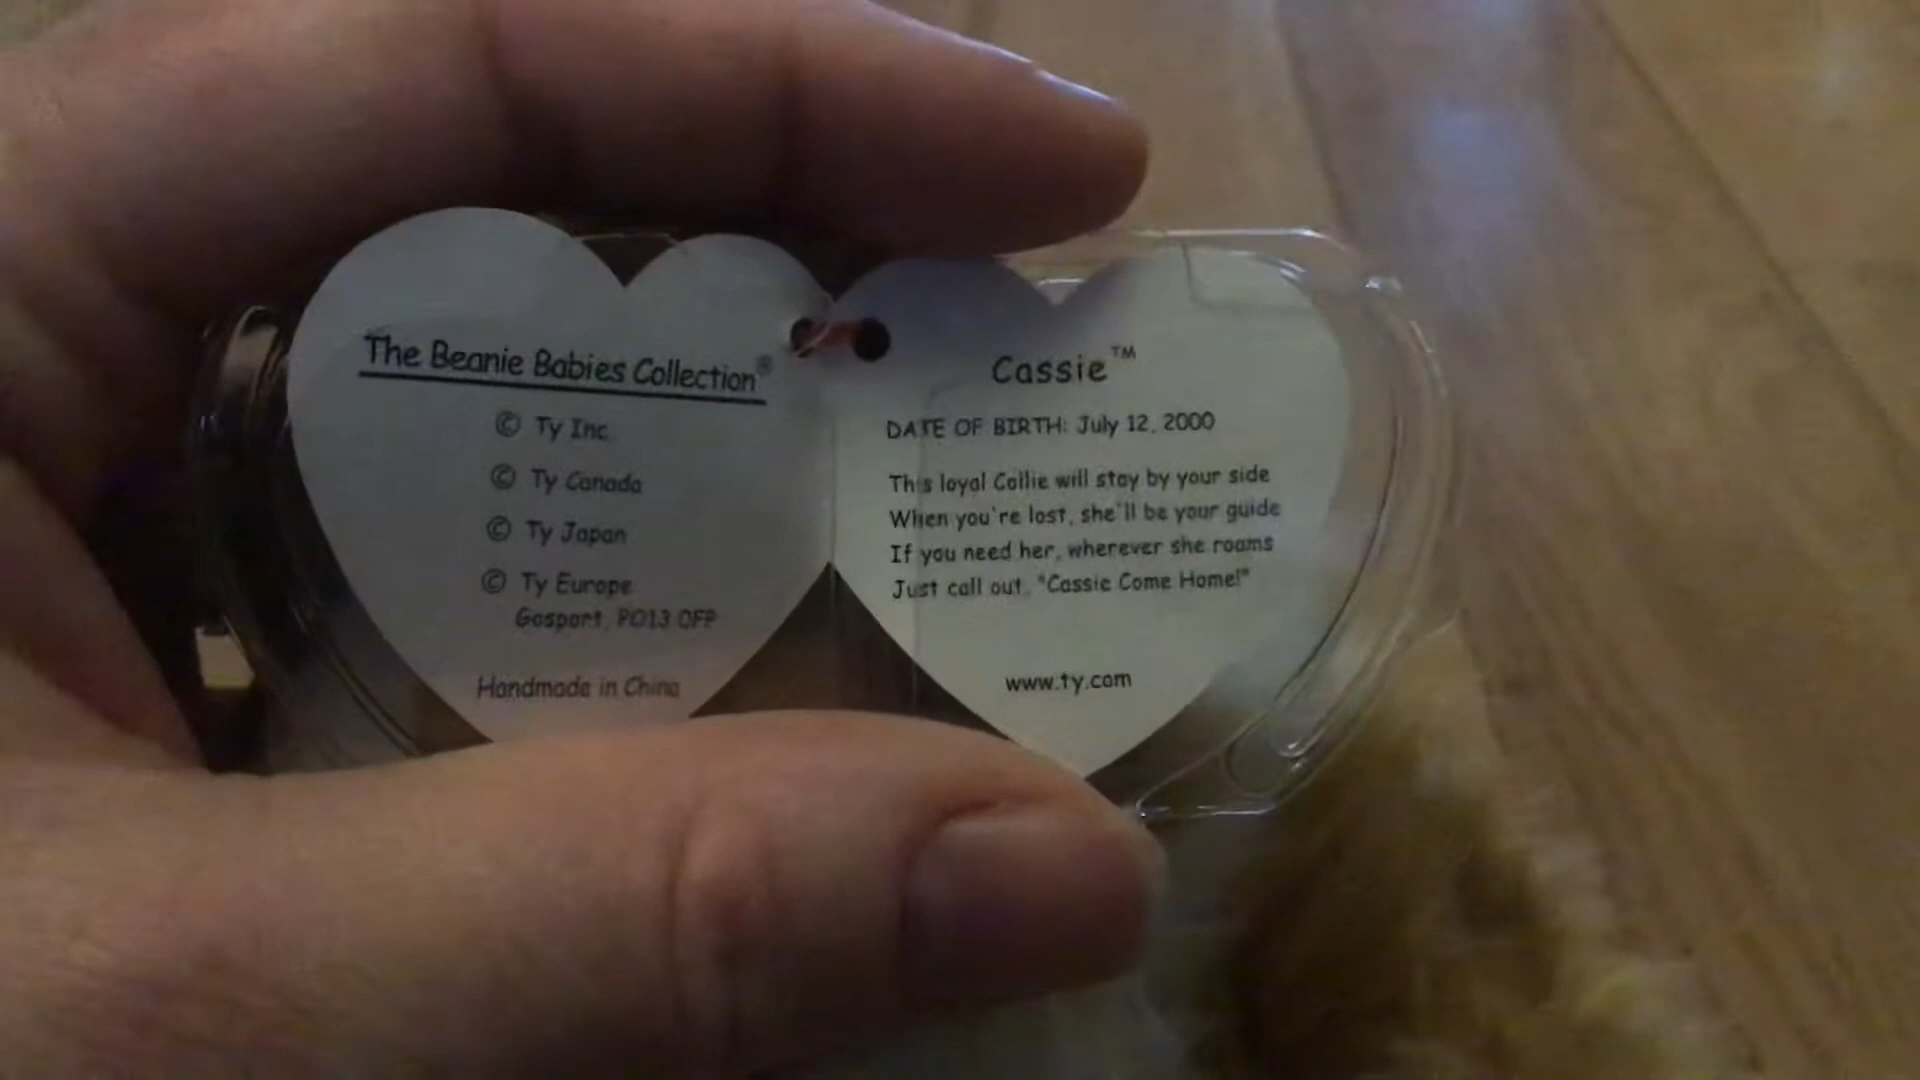 The Beanie Babies Collection®
© Ty Inc.
© Ty Canada
© Ty Japan
© Ty Europe
Gosport, PO13 0FP
Handmade in China
Cassie™
DATE OF BIRTH: July 12, 2000
This loyal Collie will stay by your side
When you're lost, she'll be your guide
If you need her, wherever she roams
Just call out, "Cassie Come Home!"
www.ty.com